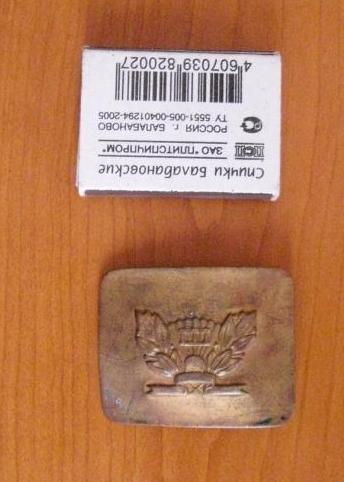 Спички Балабановские
ЗАО "ПЛИТСПИЧПРОМ"
РОССИЯ г. БАЛАБАНОВО
ТУ 5551-005-00401294-2005
4 607039 820027